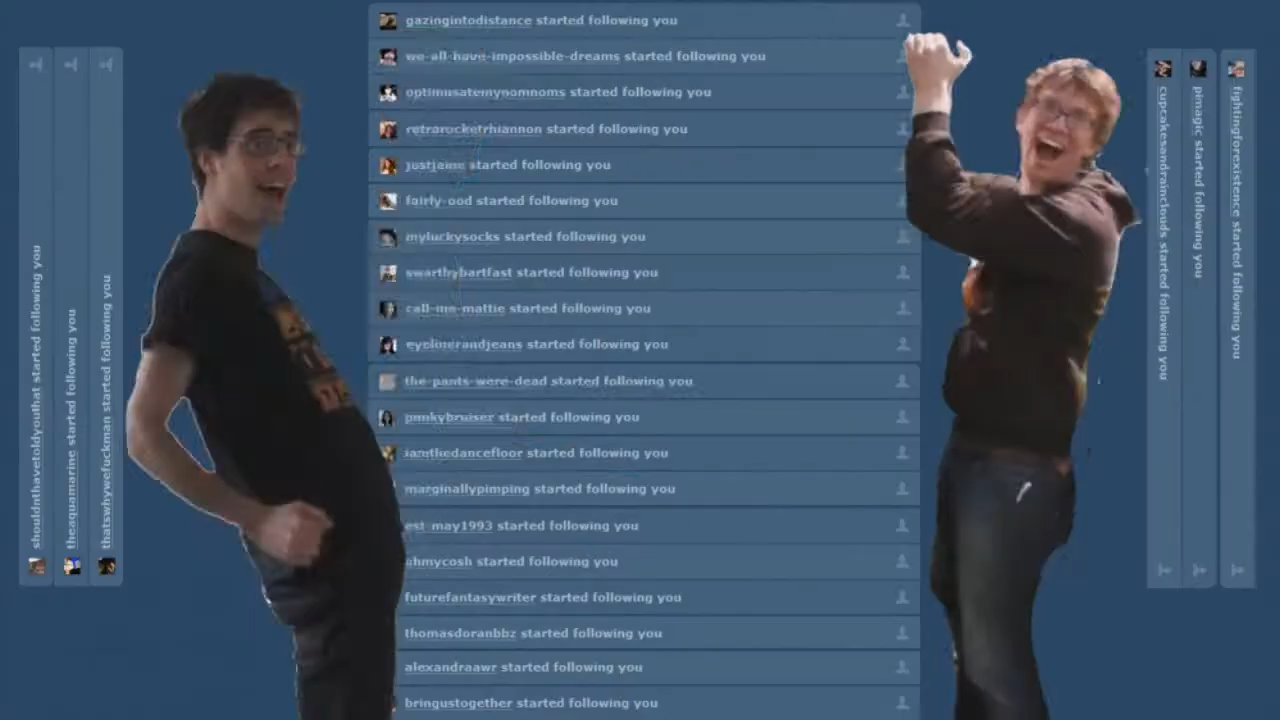 shouldnthavetoldyouthat started following you
theaquamarine started following you
thatswhywefuckman started following you
gazingintodistance started following you
we-all-have-impossible-dreams started following you
optimusatemynomnoms started following you
retrorocketrhiannon started following you
justjaine started following you
fairly-ood started following you
myluckysocks started following you
swarthybartfast started following you
call-me-mattie started following you
eyelinerandjeans started following you
the-pants-were-dead started following you
punkybruiser started following you
ianthedancefloor started following you
marginallypimping started following you
est-may1993 started following you
ohmycosh started following you
futurefantasywriter started following you
thomasdoranbbz started following you
alexandraawr started following you
bringustogether started following you
cupcakesandrainclouds started following you
pimagic started following you
fightingforexistence started following you